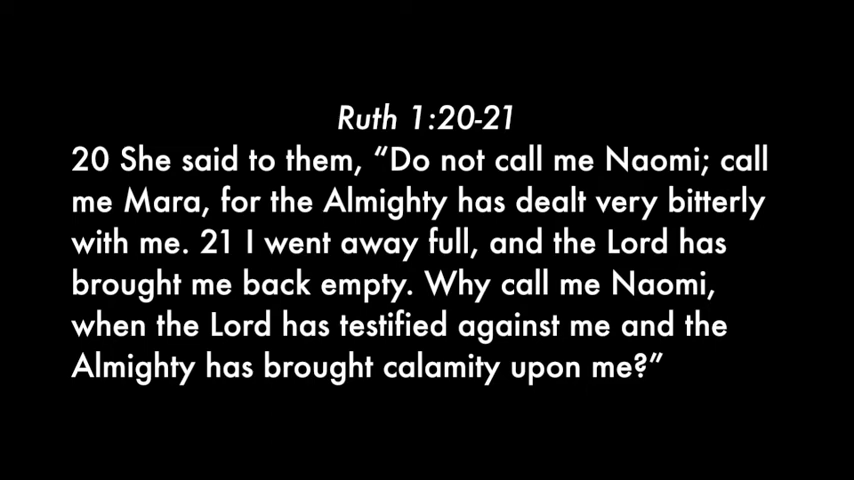 Ruth 1:20-21
20 She said to them, “Do not call me Naomi; call
me Mara, for the Almighty has dealt very bitterly
with me. 21 I went away full, and the Lord has
brought me back empty. Why call me Naomi,
when the Lord has testified against me and the
Almighty has brought calamity upon me?”